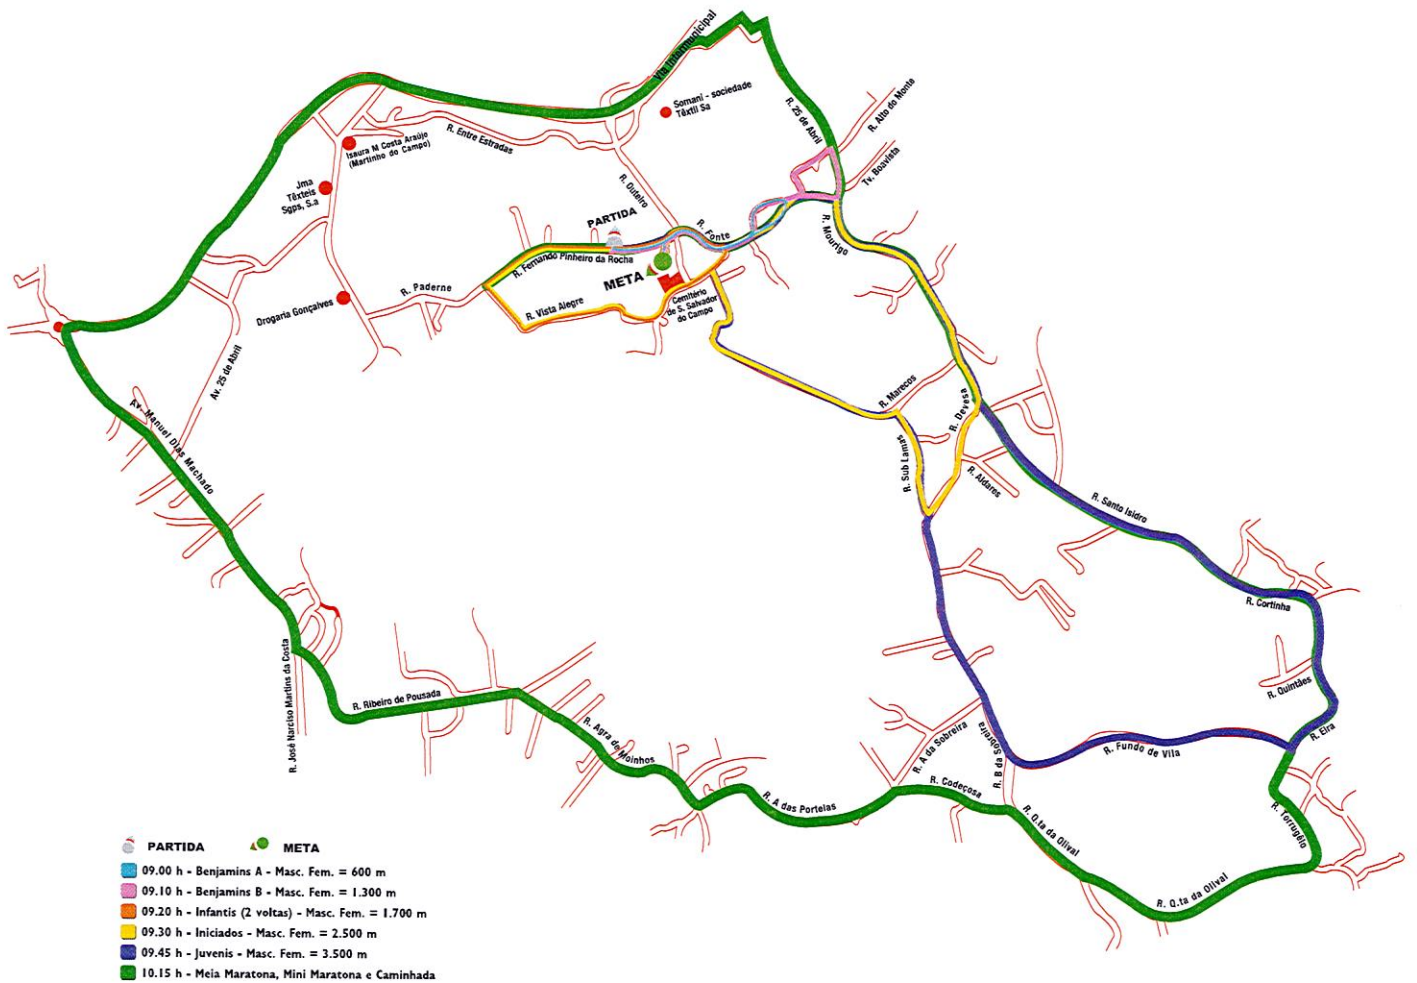 Via Intermunicipal
Somani - sociedade
Têxtil Sa
R. 25 de Abril
R. Alto do Monte
Tv. Boavista
R. Entre Estradas
Isaura M Costa Araújo
(Martinho do Campo)
Jma
Têxteis
Sgps, S.a
R. Outeiro
PARTIDA
R. Fonte
R. Mourigo
R. Fernando Pinheiro da Rocha
META
R. Paderne
Drogaria Gonçalves
R. Vista Alegre
Cemitério
de S. Salvador
do Campo
Av. 25 de Abril
Av. Manuel Dias Machado
R. Marecos
R. Devesa
R. Sub Lamas
R. Aldares
R. Santo Isidro
R. Cortinha
R. José Narciso Martins da Costa
R. Ribeiro de Pousada
R. Quintães
R. Eira
R. Agra de Moinhos
R. A da Sobreira
R. B da Sobreira
R. Fundo de Vila
R. Codeçosa
R. A das Portelas
R. Q.ta da Olival
R. Torrugêlo
R. Q.ta da Olival
PARTIDA META
09.00 h - Benjamins A - Masc. Fem. = 600 m
09.10 h - Benjamins B - Masc. Fem. = 1.300 m
09.20 h - Infantis (2 voltas) - Masc. Fem. = 1.700 m
09.30 h - Iniciados - Masc. Fem. = 2.500 m
09.45 h - Juvenis - Masc. Fem. = 3.500 m
10.15 h - Meia Maratona, Mini Maratona e Caminhada